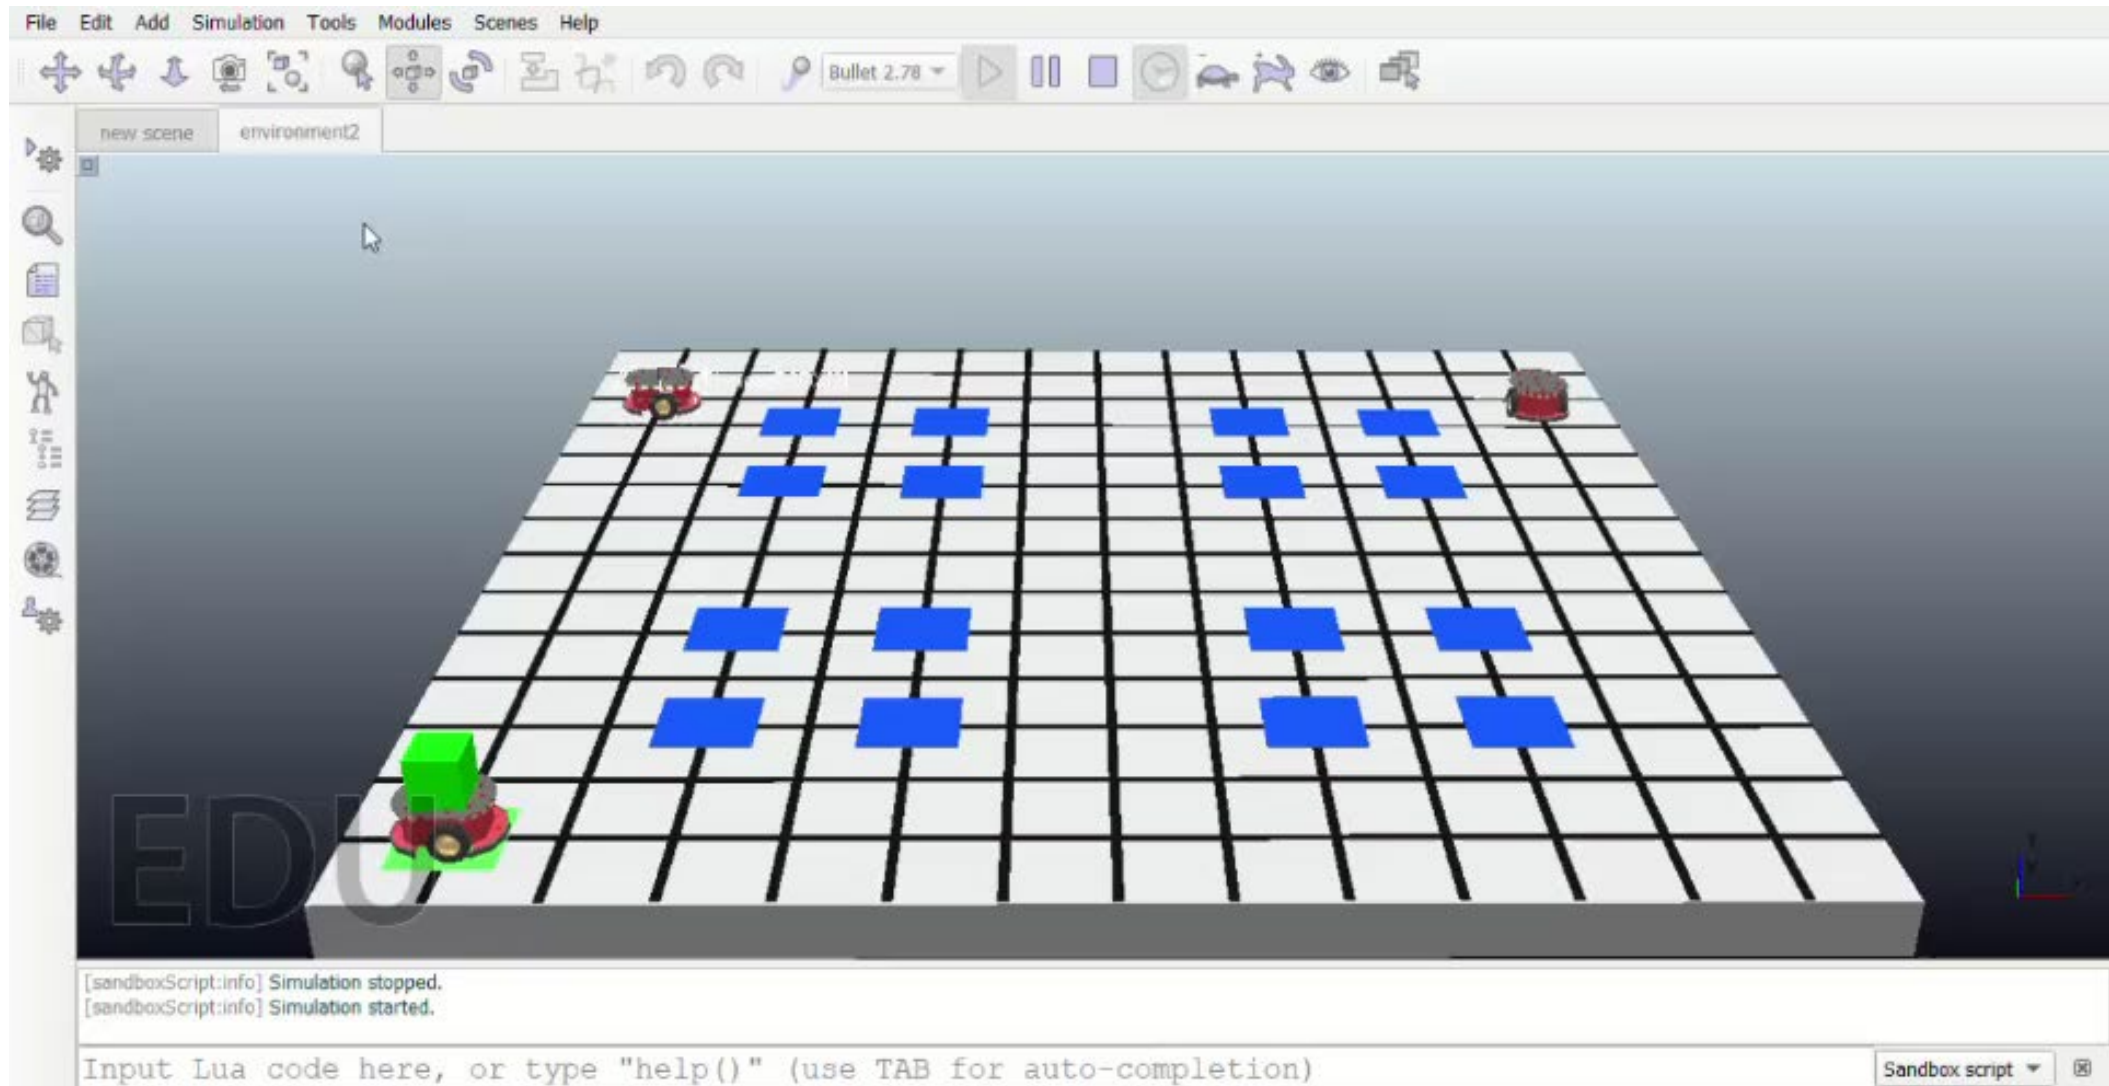 File Edit Add Simulation Tools Modules Scenes Help
Bullet 2.78
new scene environment2
EDU
[sandboxScript:info] Simulation stopped.
[sandboxScript:info] Simulation started.
Input Lua code here, or type "help()" (use TAB for auto-completion)
Sandbox script